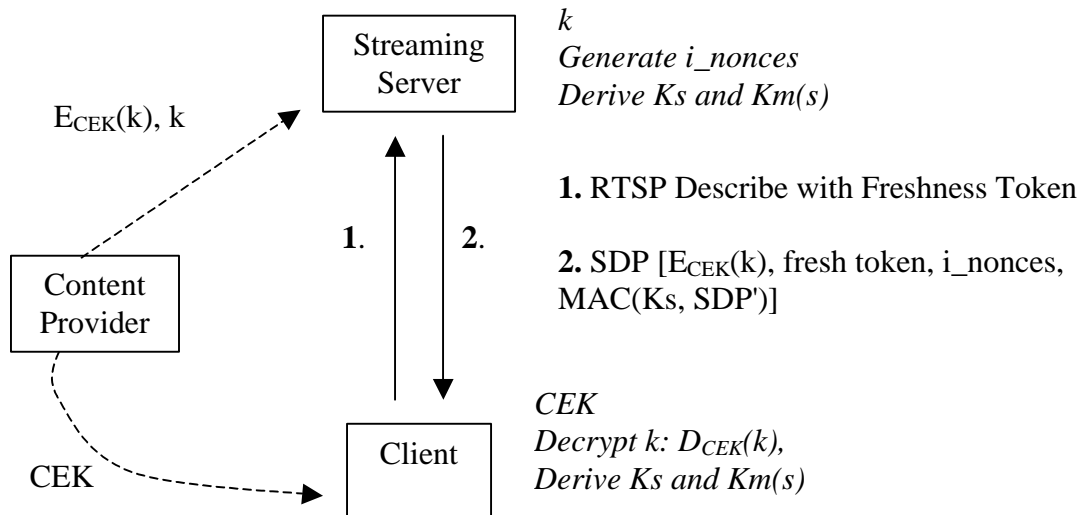 Streaming
Server
k
Generate i_nonces
Derive Ks and Km(s)
E_CEK(k), k
1. RTSP Describe with Freshness Token
1.
2.
2. SDP [E_CEK(k), fresh token, i_nonces,
MAC(Ks, SDP')]
Content
Provider
CEK
Client
CEK
Decrypt k: D_CEK(k),
Derive Ks and Km(s)